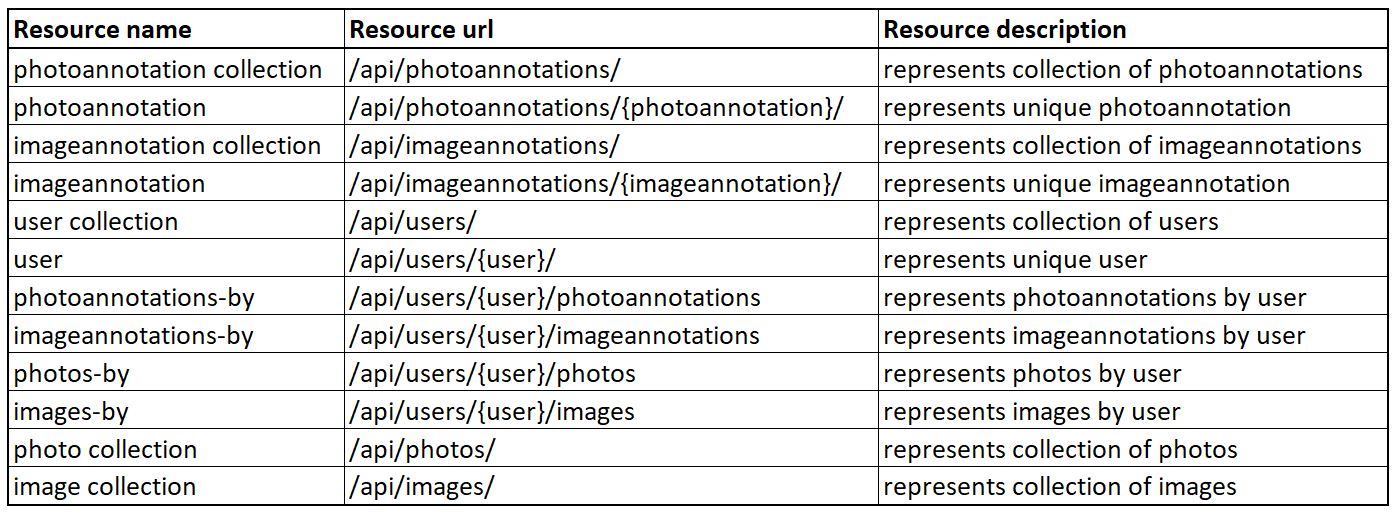 Resource name Resource url Resource description
photoannotation collection /api/photoannotations/ represents collection of photoannotations
photoannotation /api/photoannotations/{photoannotation}/ represents unique photoannotation
imageannotation collection /api/imageannotations/ represents collection of imageannotations
imageannotation /api/imageannotations/{imageannotation}/ represents unique imageannotation
user collection /api/users/ represents collection of users
user /api/users/{user}/ represents unique user
photoannotations-by /api/users/{user}/photoannotations represents photoannotations by user
imageannotations-by /api/users/{user}/imageannotations represents imageannotations by user
photos-by /api/users/{user}/photos represents photos by user
images-by /api/users/{user}/images represents images by user
photo collection /api/photos/ represents collection of photos
image collection /api/images/ represents collection of images